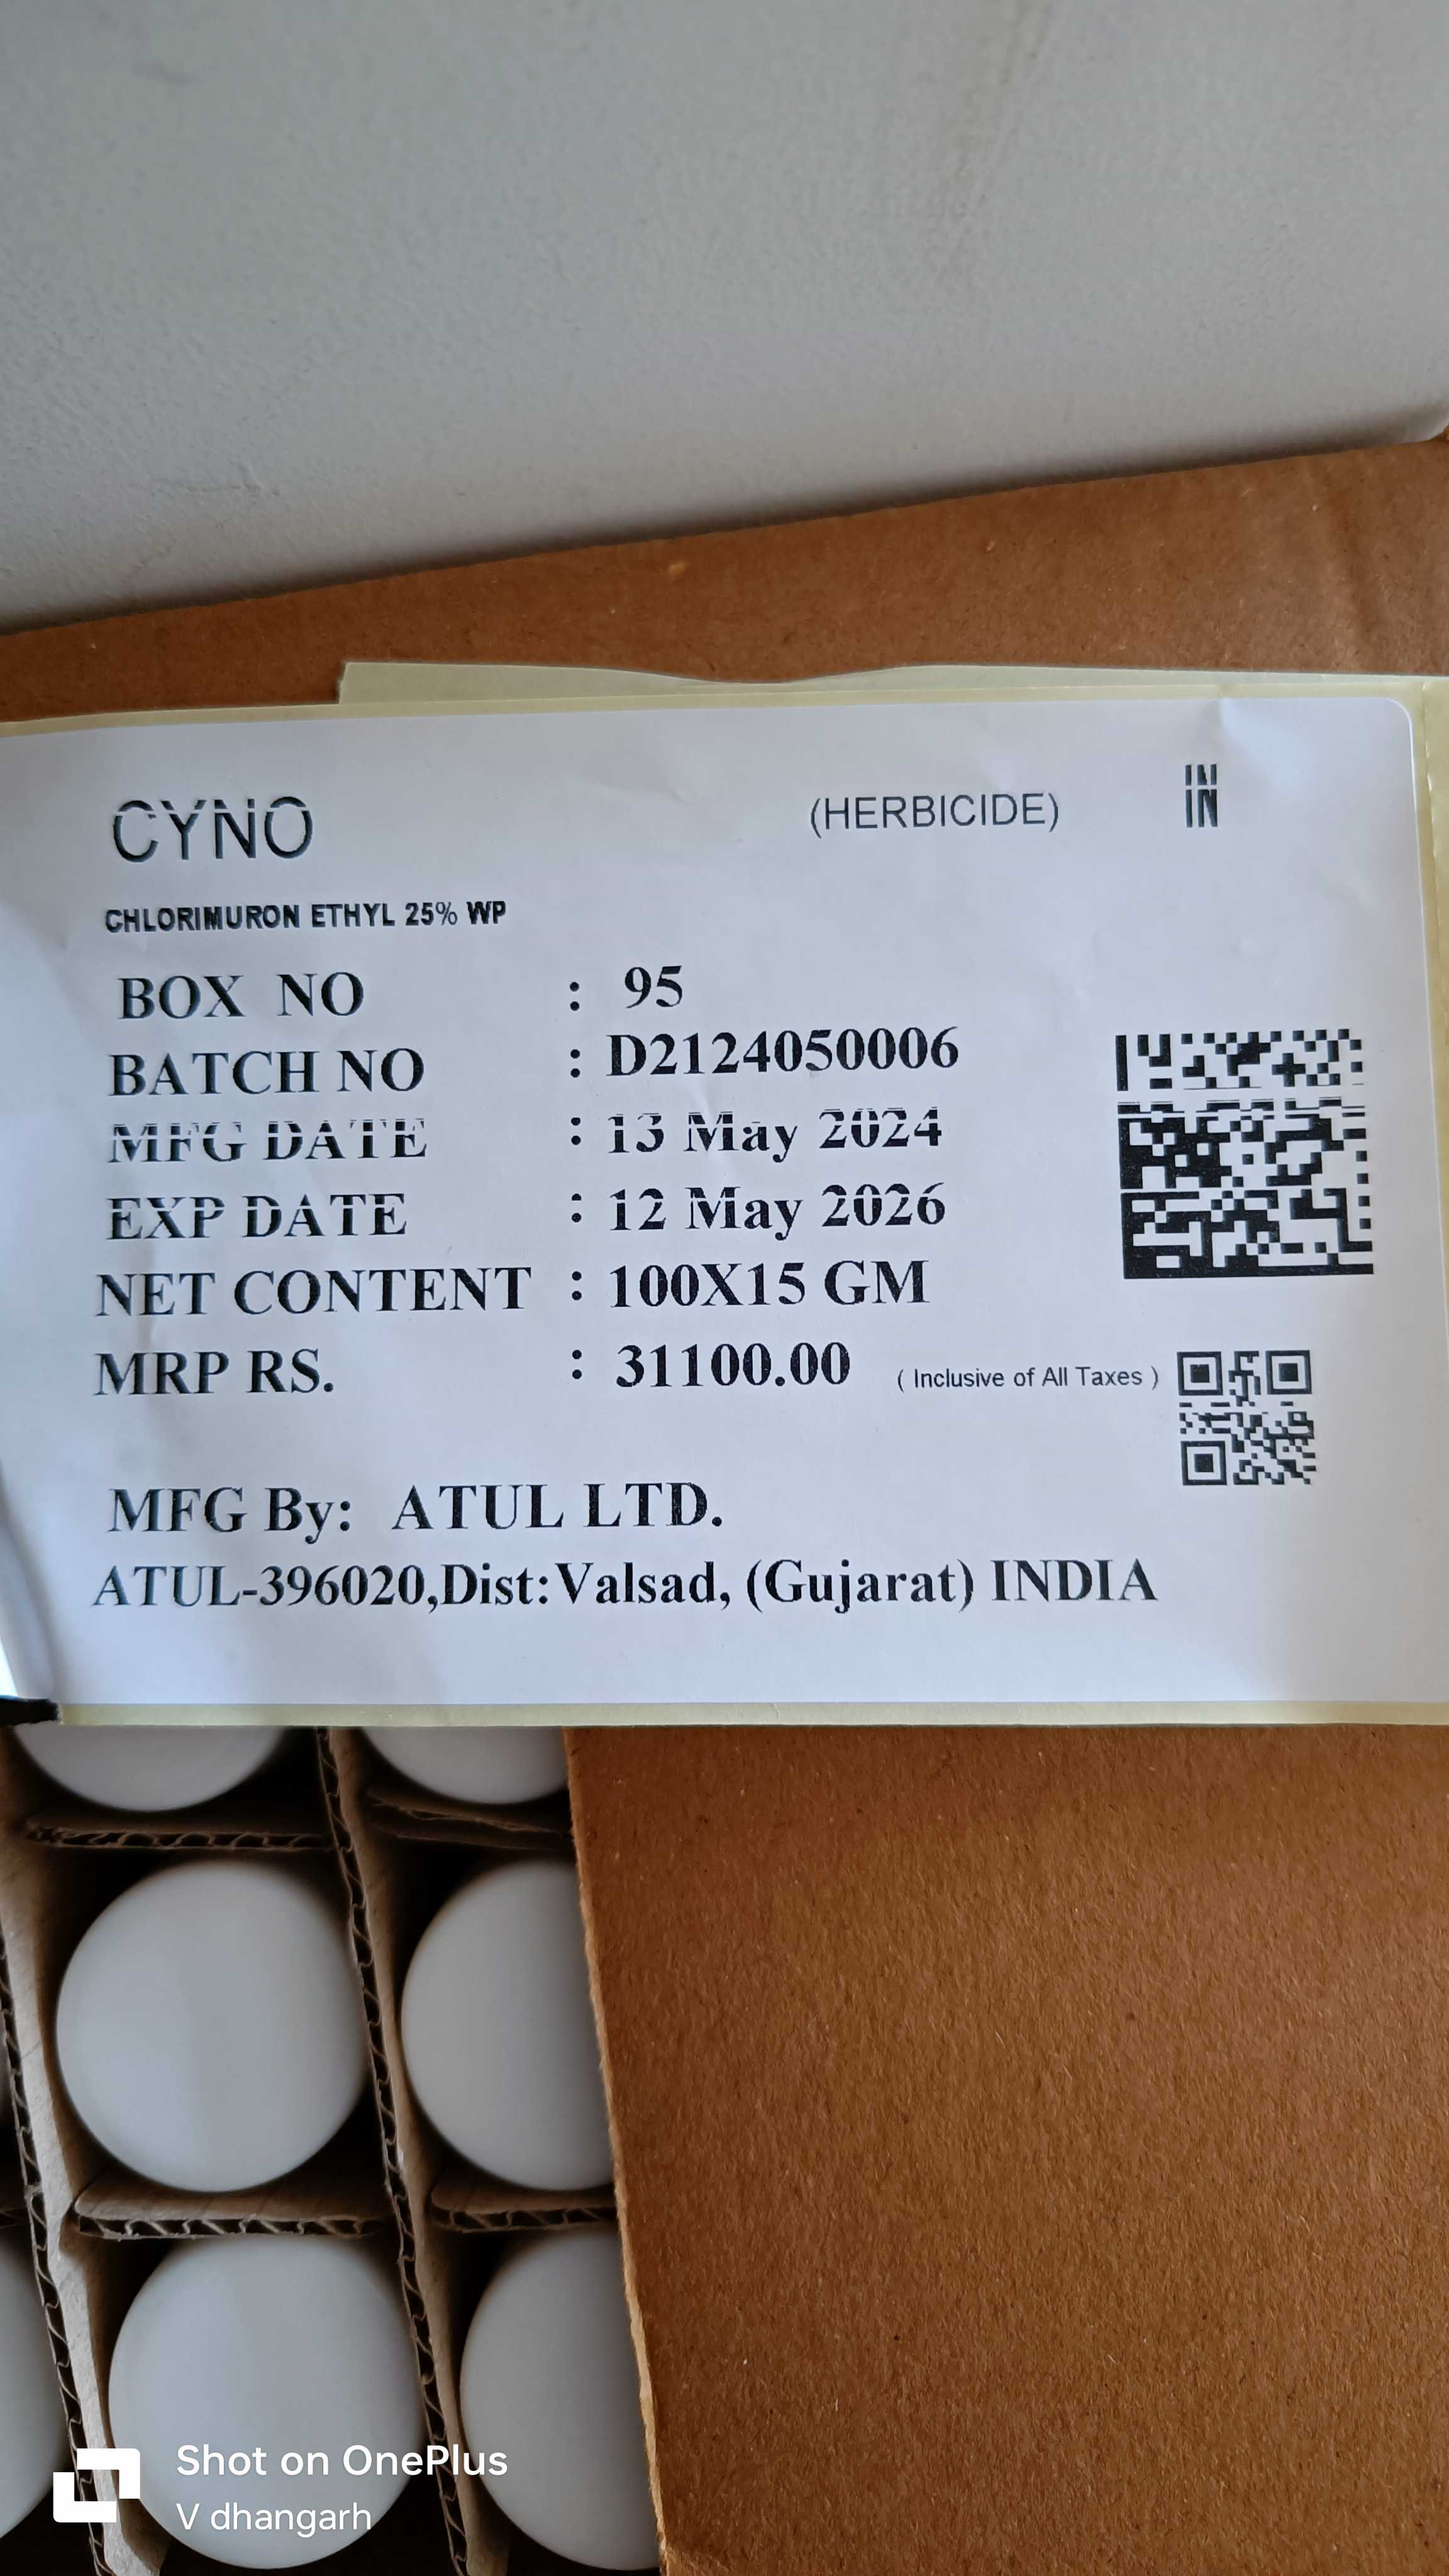 CYNO (HERBICIDE) IN
CHLORIMURON ETHYL 25% WP
BOX NO : 95
BATCH NO : D2124050006
MFG DATE : 13 May 2024
EXP DATE : 12 May 2026
NET CONTENT : 100X15 GM
MRP RS. : 31100.00 ( Inclusive of All Taxes )
MFG By: ATUL LTD.
ATUL-396020,Dist:Valsad, (Gujarat) INDIA
Shot on OnePlus
V dhangarh